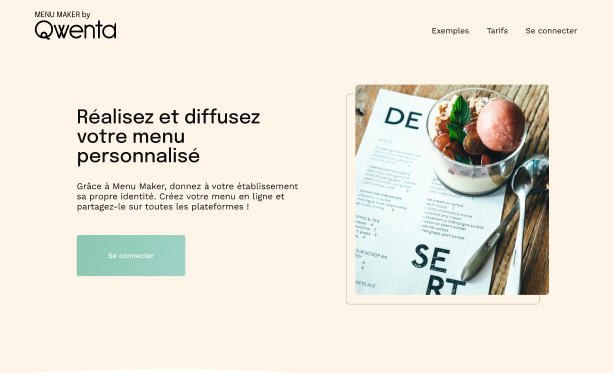 MENU MAKER by
Qwenta
Exemples
Tarifs
Se connecter
Réalisez et diffusez
votre menu
personnalisé
Grâce à Menu Maker, donnez à votre établissement
sa propre identité. Créez votre menu en ligne et
partagez-le sur toutes les plateformes !
Se connecter
DE
SE
RT